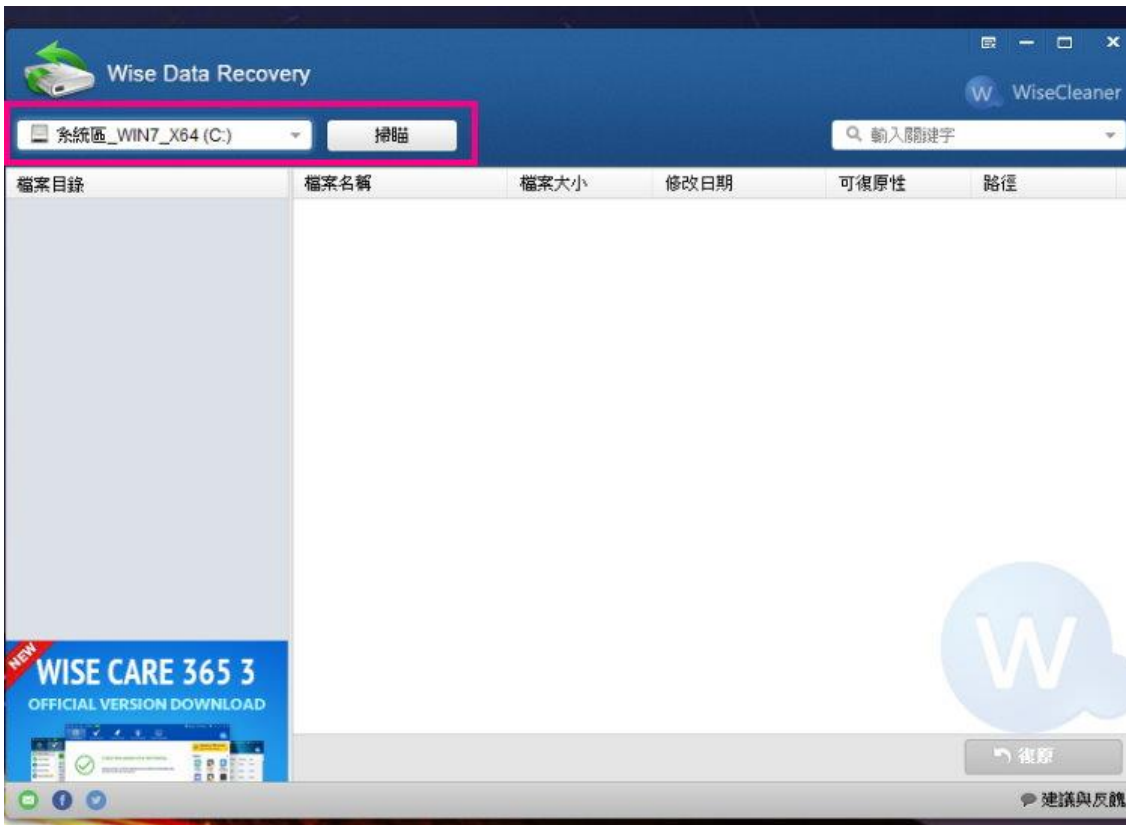 Wise Data Recovery
W WiseCleaner
系統區_WIN7_X64 (C:)
掃瞄
輸入關鍵字
檔案目錄
檔案名稱
檔案大小
修改日期
可復原性
路徑
W
NEW
WISE CARE 365 3
OFFICIAL VERSION DOWNLOAD
復原
建議與反餽